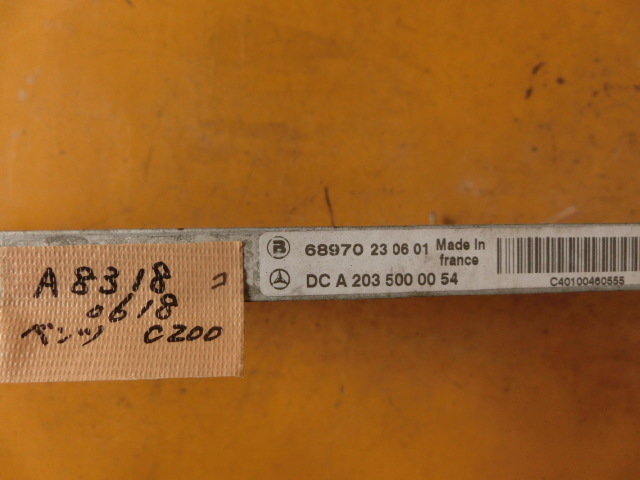 A8318
0618
ベンツ C200
B 68970 23 06 01 Made In
france
DC A 203 500 00 54
C40100460555